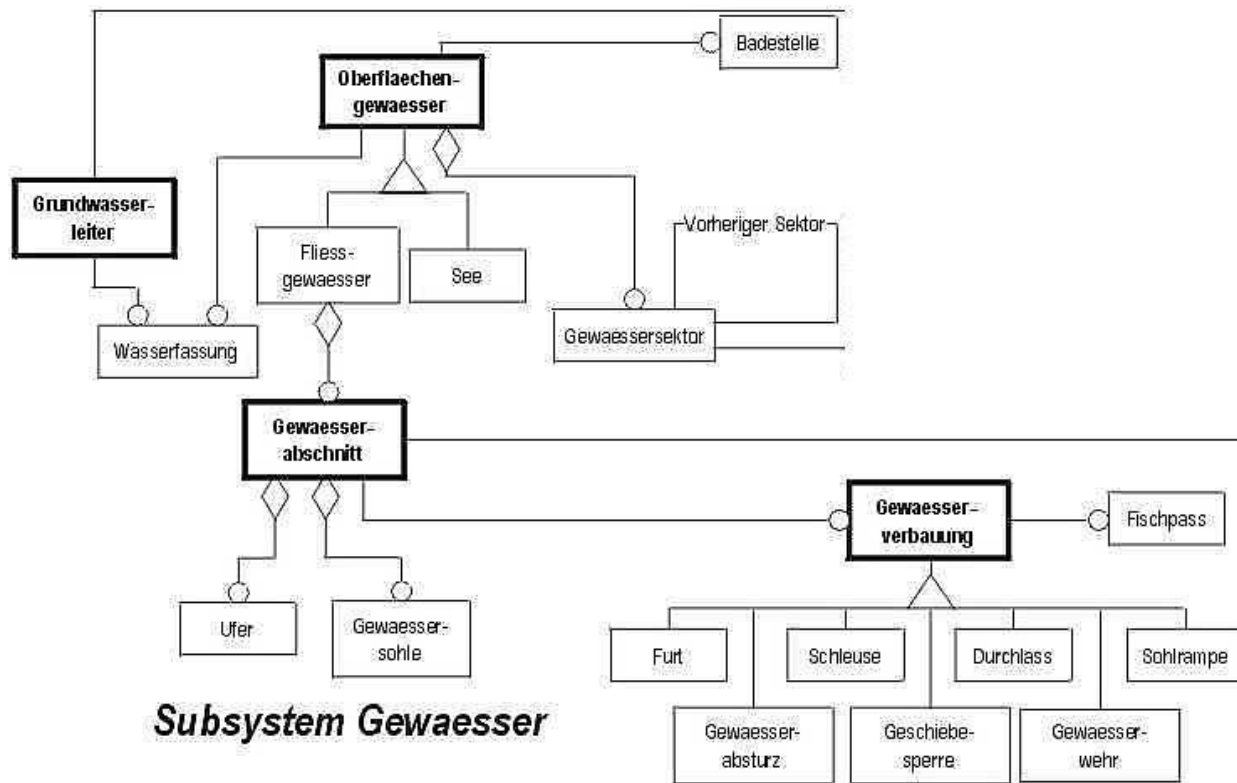 Badestelle
Oberflaechen-
gewaesser
Grundwasser-
leiter
Vorheriger Sektor
Fliess-
gewaesser
See
Gewaessersektor
Wasserfassung
Gewaesser-
abschnitt
Gewaesser-
verbauung
Fischpass
Ufer
Gewaesser-
sohle
Furt
Schleuse
Durchlass
Sohlrampe
Subsystem Gewaesser
Gewaesser-
absturz
Geschiebe-
sperre
Gewaesser-
wehr